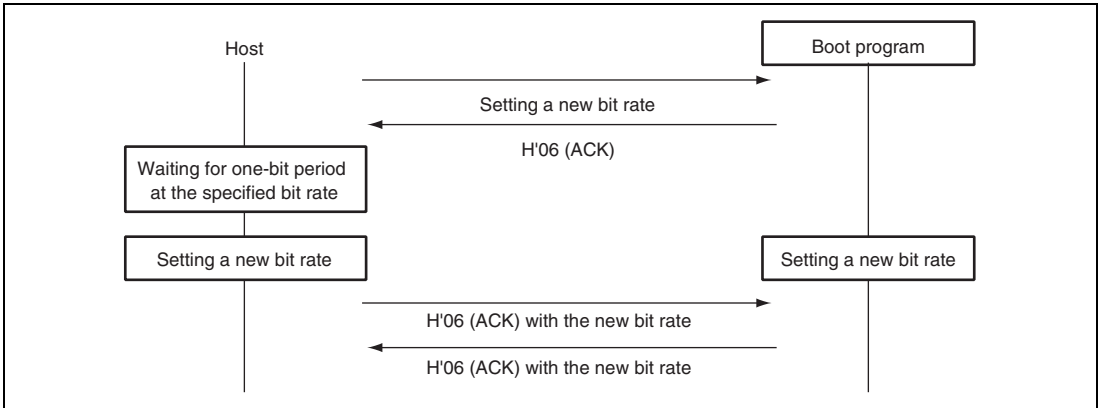 Host
Boot program
Setting a new bit rate
H'06 (ACK)
Waiting for one-bit period
at the specified bit rate
Setting a new bit rate
Setting a new bit rate
H'06 (ACK) with the new bit rate
H'06 (ACK) with the new bit rate